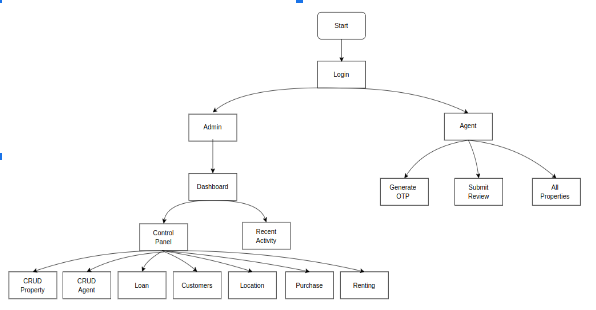 Start
Login
Admin
Agent
Dashboard
Generate
OTP
Submit
Review
All
Properties
Control
Panel
Recent
Activity
CRUD
Property
CRUD
Agent
Loan
Customers
Location
Purchase
Renting